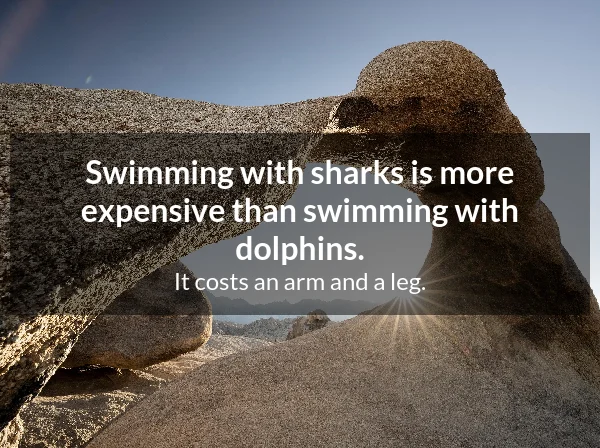 Swimming with sharks is more
expensive than swimming with
dolphins.
It costs an arm and a leg.